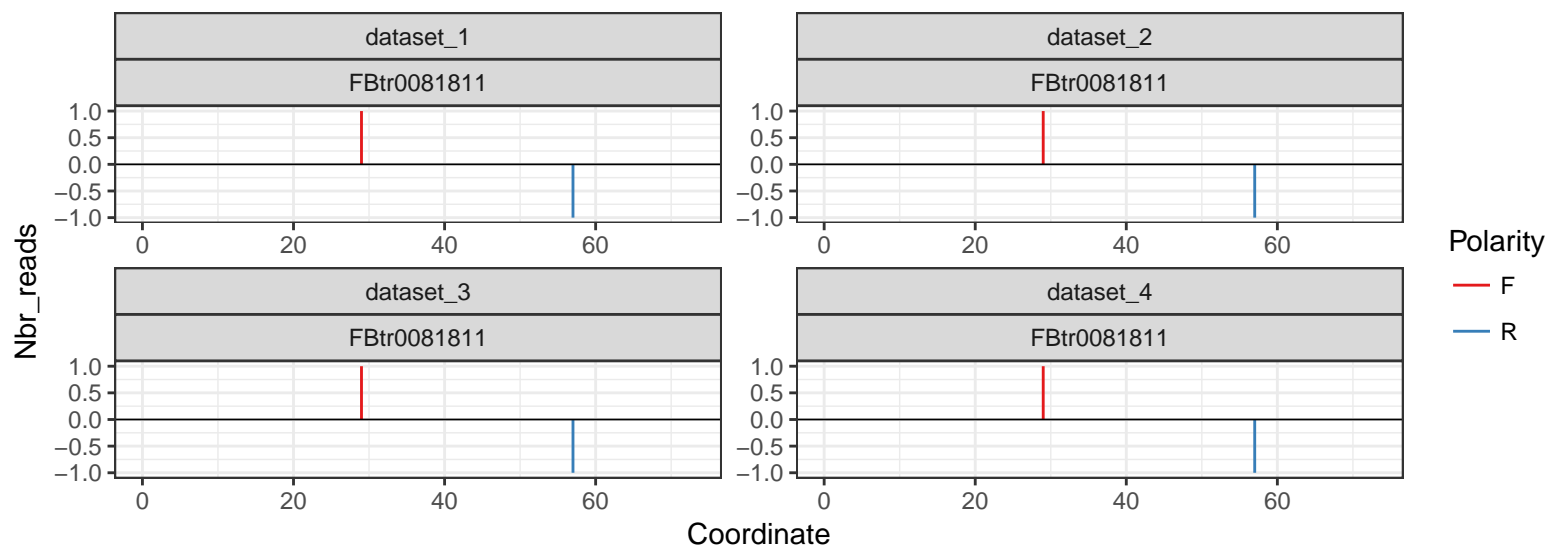 dataset_1
FBtr0081811
1.0
0.5
0.0
−0.5
−1.0
0 20 40 60
dataset_2
FBtr0081811
1.0
0.5
0.0
−0.5
−1.0
0 20 40 60
dataset_3
FBtr0081811
1.0
0.5
0.0
−0.5
−1.0
0 20 40 60
dataset_4
FBtr0081811
1.0
0.5
0.0
−0.5
−1.0
0 20 40 60
Nbr_reads
Coordinate
Polarity
F
R